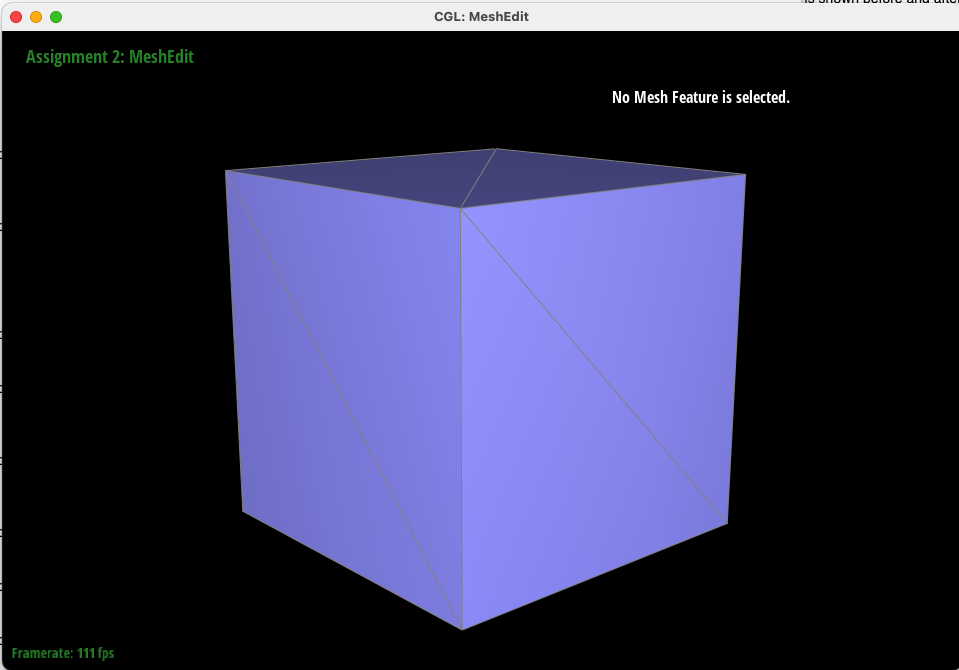 is shown before and after
CGL: MeshEdit
Assignment 2: MeshEdit
No Mesh Feature is selected.
Framerate: 111 fps